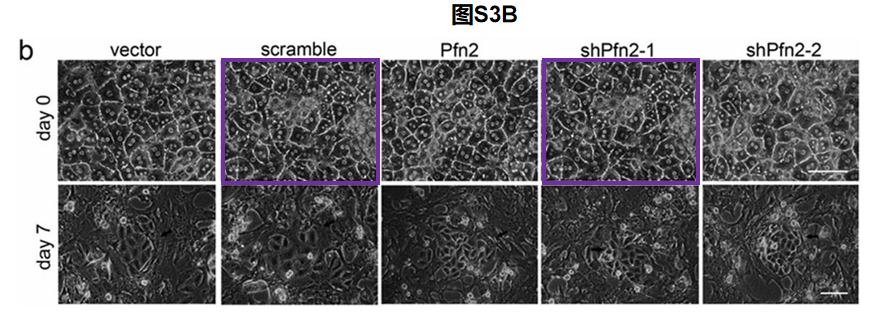 图S3B
b
vector scramble Pfn2 shPfn2-1 shPfn2-2
day 0
day 7